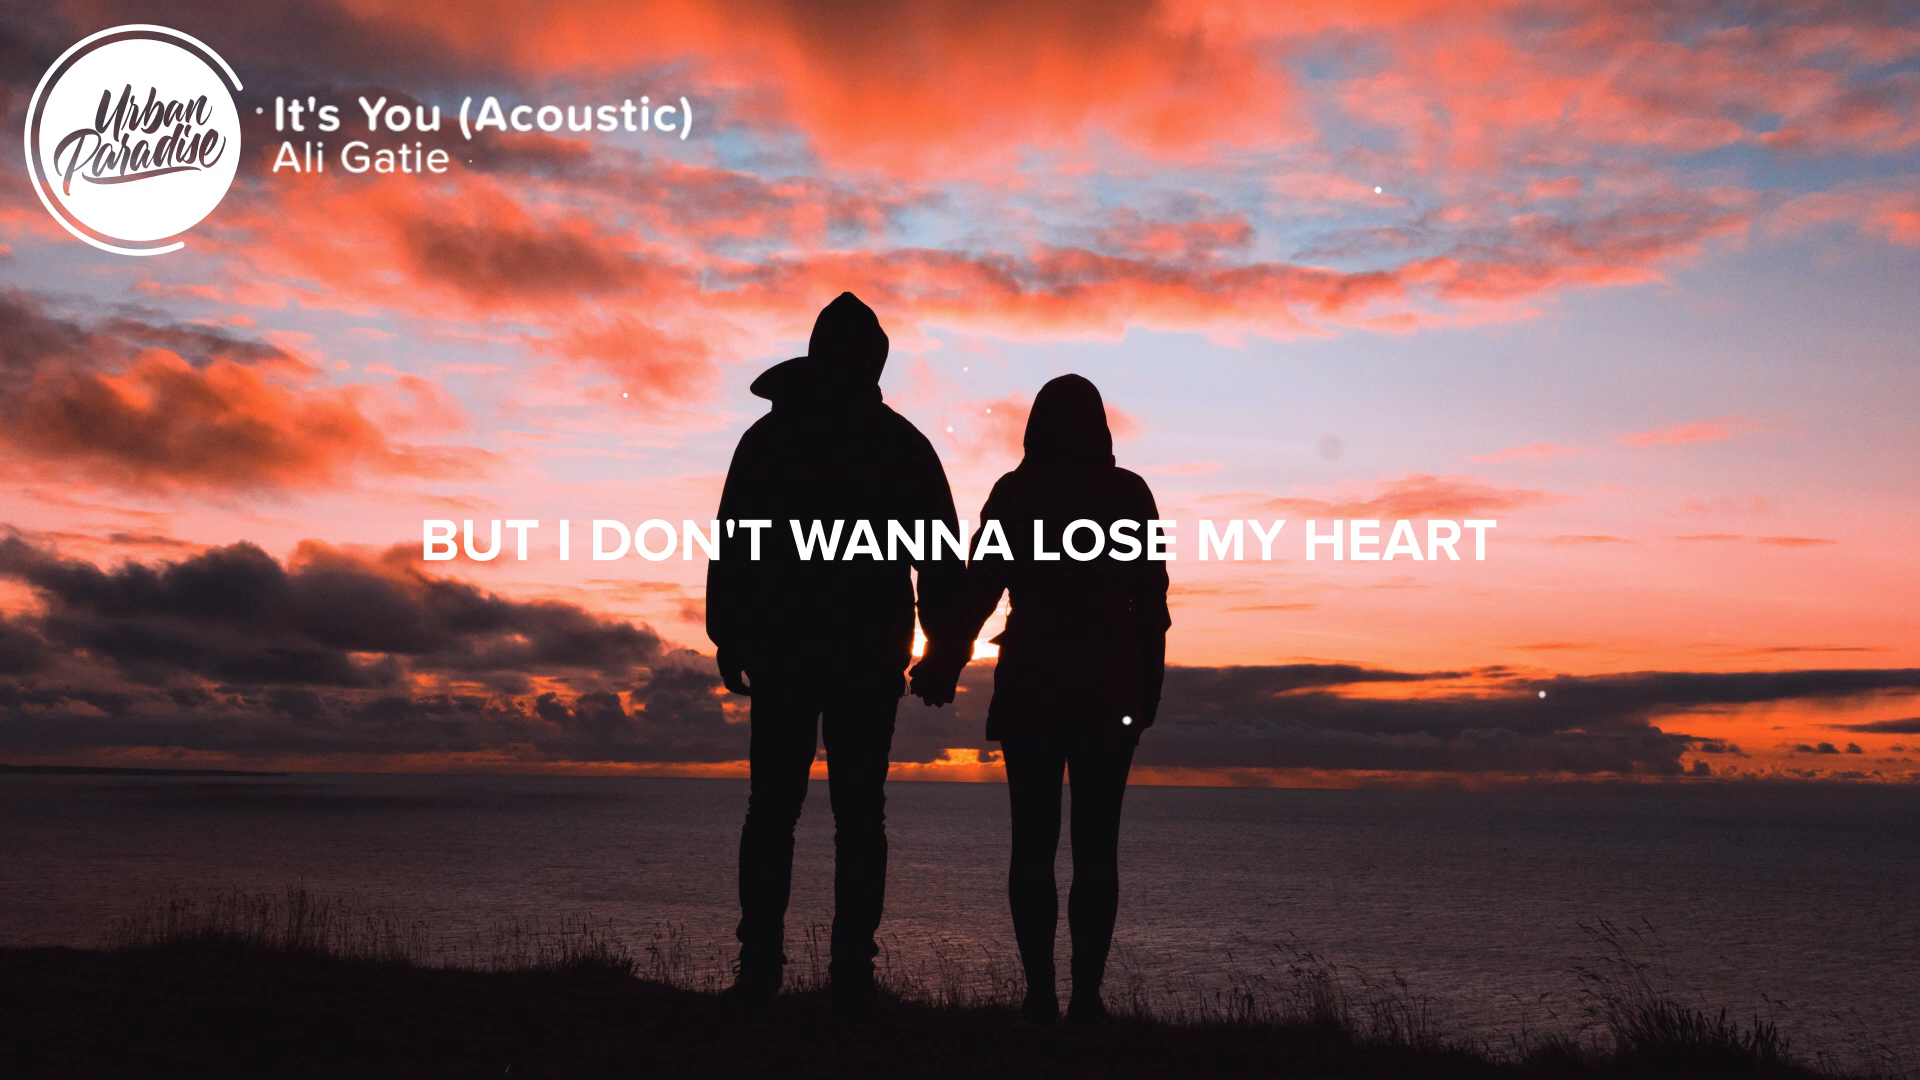 Urban
Paradise
It's You (Acoustic)
Ali Gatie
BUT I DON'T WANNA LOSE MY HEART